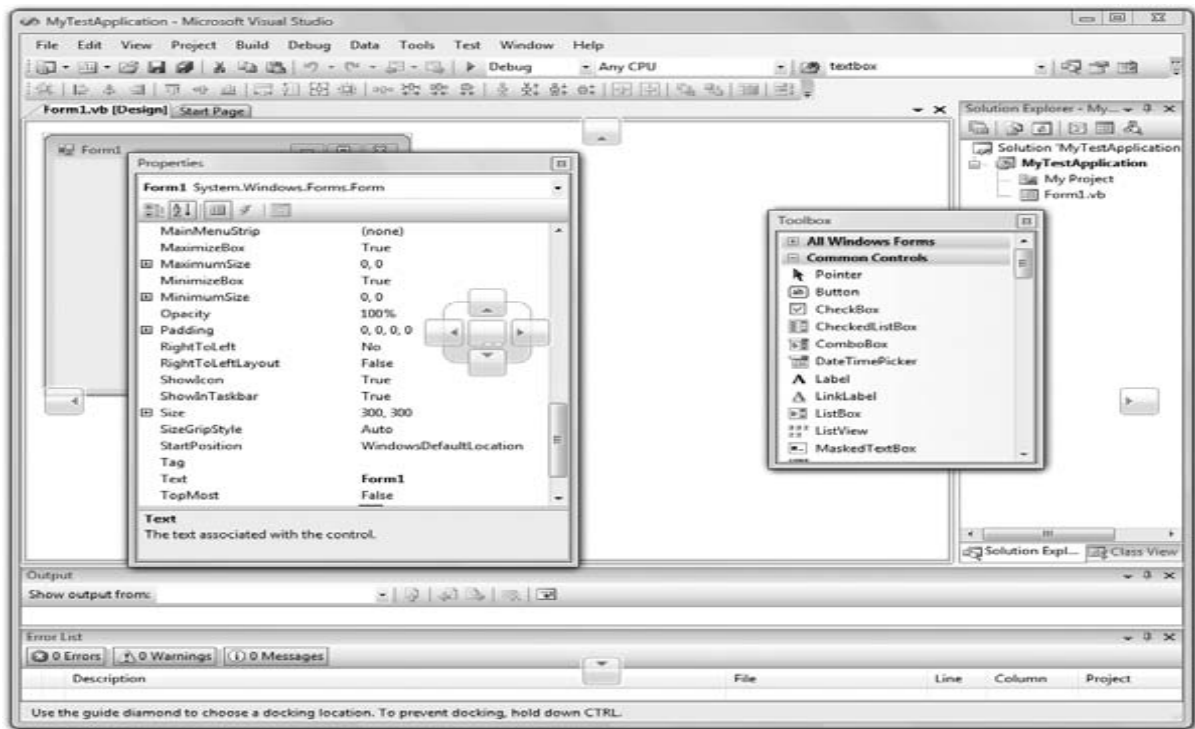 MyTestApplication - Microsoft Visual Studio
File Edit View Project Build Debug Data Tools Test Window Help
Debug Any CPU textbox
Form1.vb [Design] Start Page
Form1
Properties
Form1 System.Windows.Forms.Form
MainMenuStrip (none)
MaximizeBox True
MaximumSize 0, 0
MinimizeBox True
MinimumSize 0, 0
Opacity 100%
Padding 0, 0, 0, 0
RightToLeft No
RightToLeftLayout False
ShowIcon True
ShowInTaskbar True
Size 300, 300
SizeGripStyle Auto
StartPosition WindowsDefaultLocation
Tag
Text Form1
TopMost False
Text
The text associated with the control.
Toolbox
All Windows Forms
Common Controls
Pointer
Button
CheckBox
CheckedListBox
ComboBox
DateTimePicker
Label
LinkLabel
ListBox
ListView
MaskedTextBox
Solution Explorer - My...
Solution 'MyTestApplication
MyTestApplication
My Project
Form1.vb
Solution Expl... Class View
Output
Show output from:
Error List
0 Errors 0 Warnings 0 Messages
Description File Line Column Project
Use the guide diamond to choose a docking location. To prevent docking, hold down CTRL.